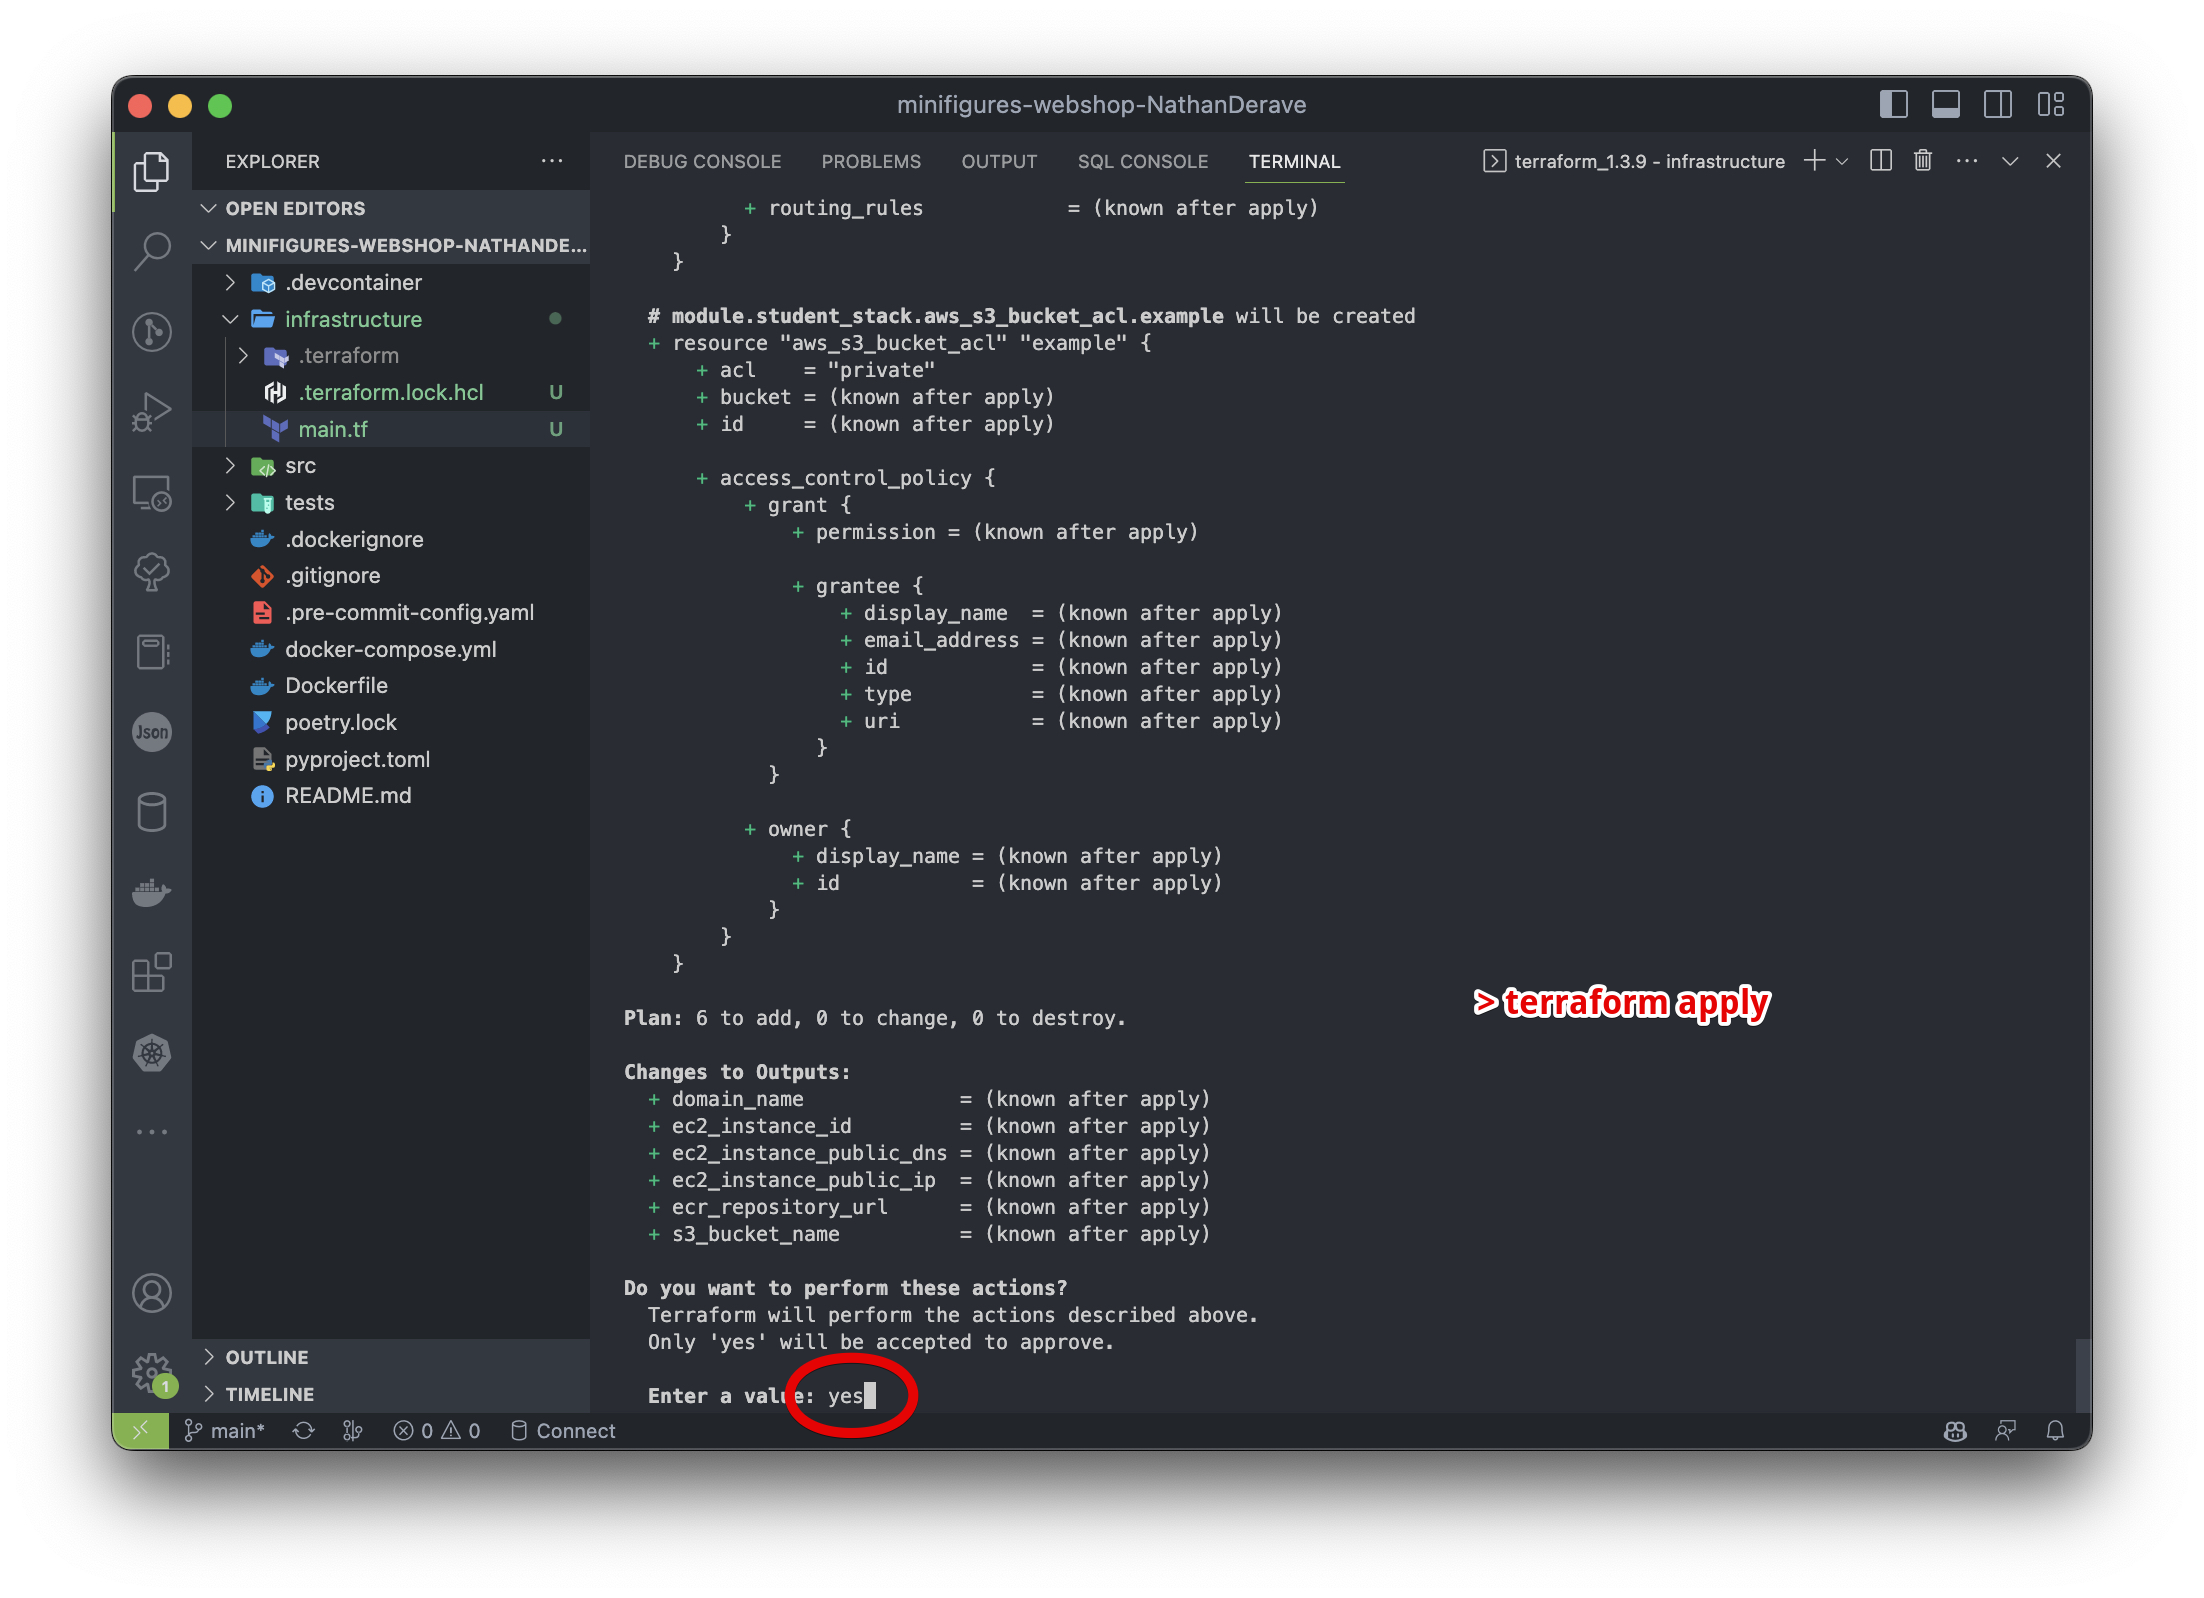 minifigures-webshop-NathanDerave
EXPLORER
OPEN EDITORS
MINIFIGURES-WEBSHOP-NATHANDE...
.devcontainer
infrastructure
.terraform
.terraform.lock.hcl U
main.tf U
src
tests
.dockerignore
.gitignore
.pre-commit-config.yaml
docker-compose.yml
Dockerfile
poetry.lock
pyproject.toml
README.md
OUTLINE
TIMELINE
Json
1
DEBUG CONSOLE PROBLEMS OUTPUT SQL CONSOLE TERMINAL terraform_1.3.9 - infrastructure
+ routing_rules = (known after apply)
}
}
# module.student_stack.aws_s3_bucket_acl.example will be created
+ resource "aws_s3_bucket_acl" "example" {
+ acl = "private"
+ bucket = (known after apply)
+ id = (known after apply)
+ access_control_policy {
+ grant {
+ permission = (known after apply)
+ grantee {
+ display_name = (known after apply)
+ email_address = (known after apply)
+ id = (known after apply)
+ type = (known after apply)
+ uri = (known after apply)
}
}
+ owner {
+ display_name = (known after apply)
+ id = (known after apply)
}
}
}
> terraform apply
Plan: 6 to add, 0 to change, 0 to destroy.
Changes to Outputs:
+ domain_name = (known after apply)
+ ec2_instance_id = (known after apply)
+ ec2_instance_public_dns = (known after apply)
+ ec2_instance_public_ip = (known after apply)
+ ecr_repository_url = (known after apply)
+ s3_bucket_name = (known after apply)
Do you want to perform these actions?
Terraform will perform the actions described above.
Only 'yes' will be accepted to approve.
Enter a value: yes
main* 0 0 Connect